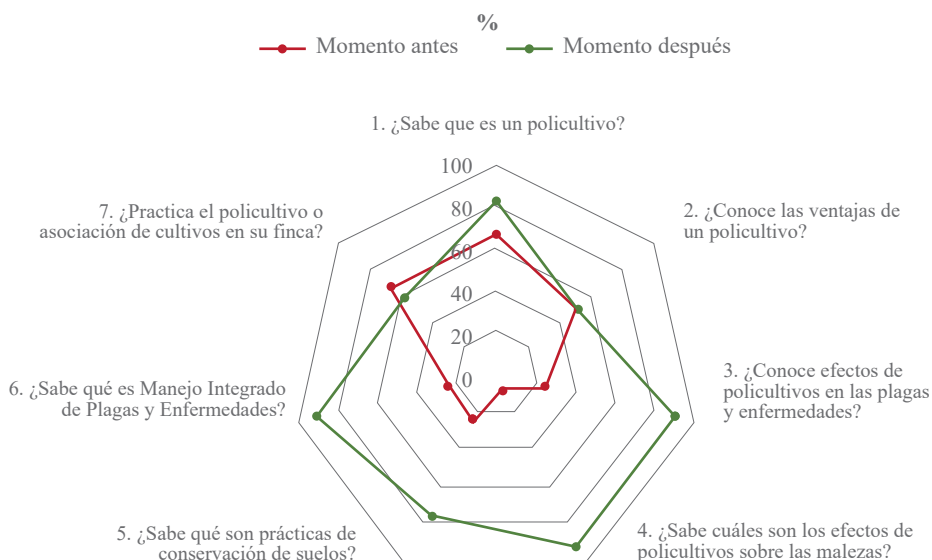 %
Momento antes
Momento después
1. ¿Sabe que es un policultivo?
100
80
60
40
20
0
2. ¿Conoce las ventajas de
un policultivo?
3. ¿Conoce efectos de
policultivos en las plagas
y enfermedades?
4. ¿Sabe cuáles son los efectos de
policultivos sobre las malezas?
5. ¿Sabe qué son prácticas de
conservación de suelos?
6. ¿Sabe qué es Manejo Integrado
de Plagas y Enfermedades?
7. ¿Practica el policultivo o
asociación de cultivos en su finca?